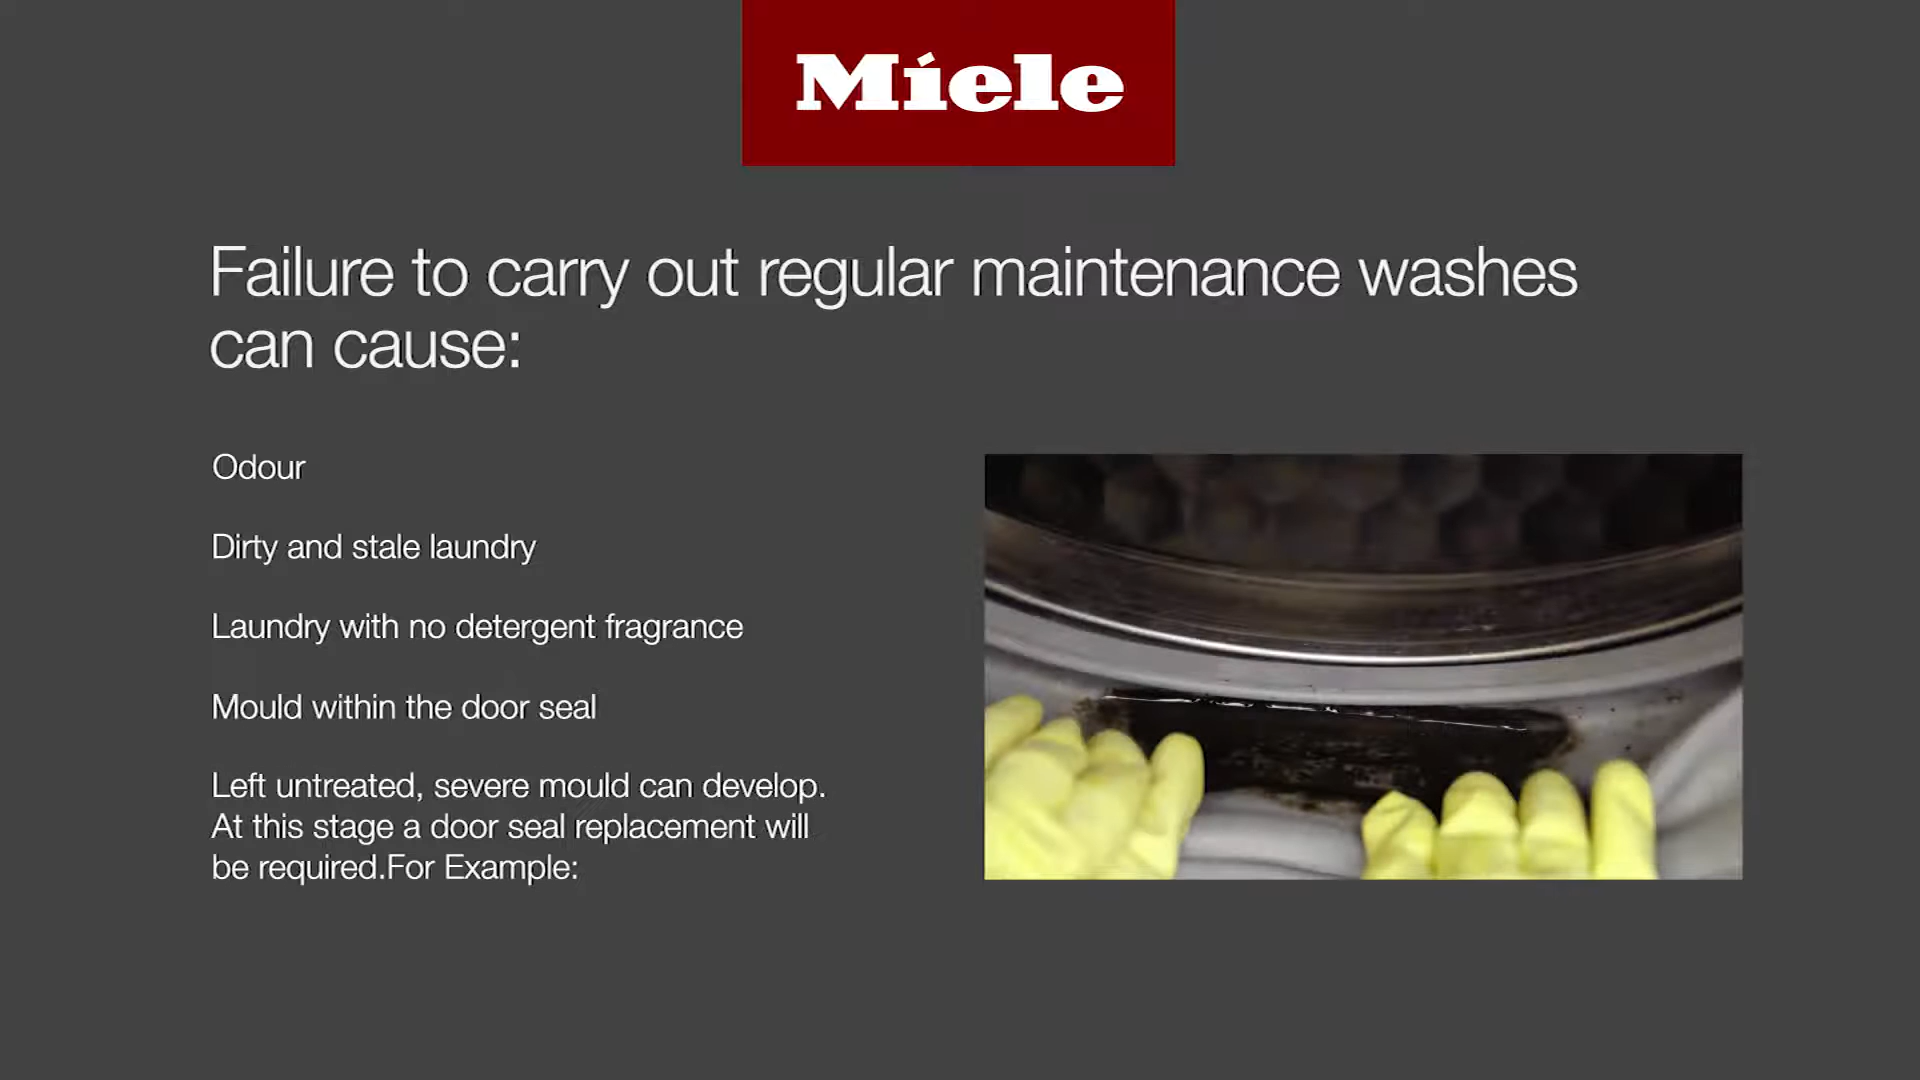 Miele
Failure to carry out regular maintenance washes
can cause:
Odour
Dirty and stale laundry
Laundry with no detergent fragrance
Mould within the door seal
Left untreated, severe mould can develop.
At this stage a door seal replacement will
be required.For Example: